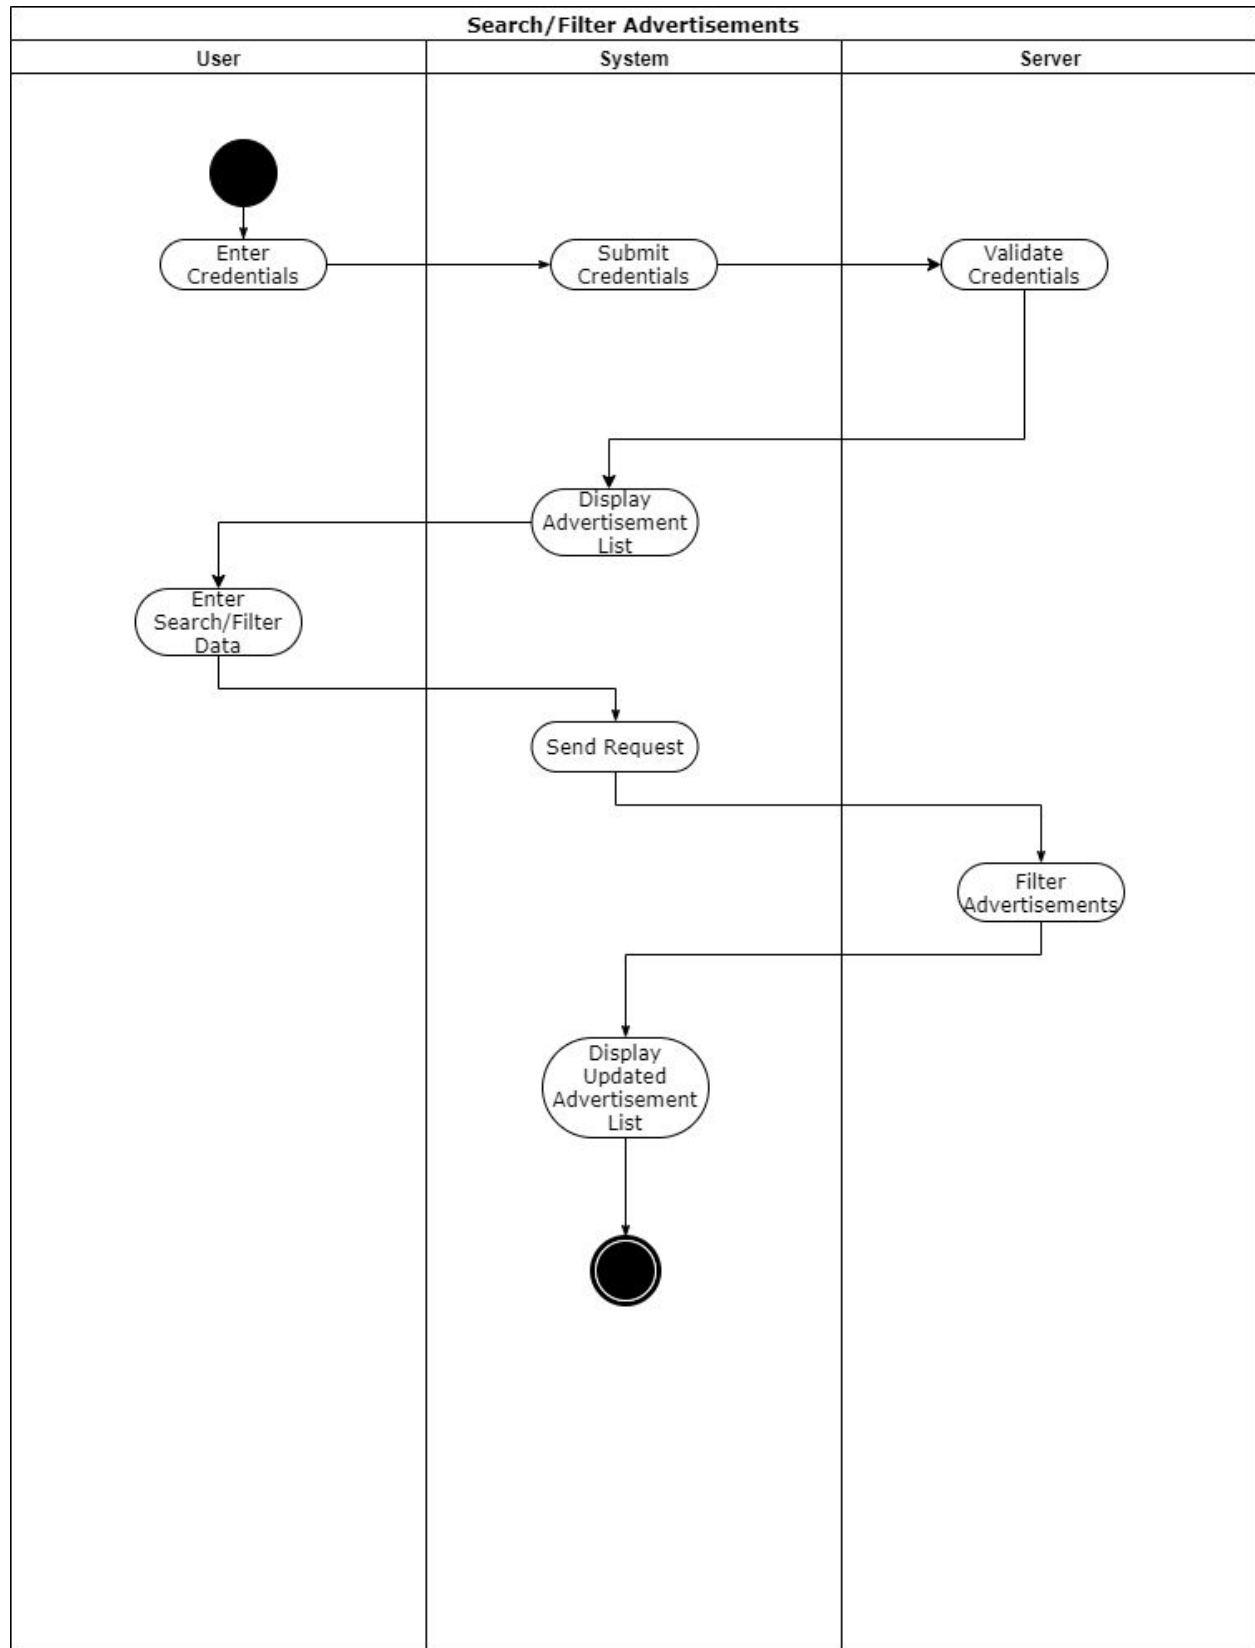 Search/Filter Advertisements
User
System
Server
Enter
Credentials
Submit
Credentials
Validate
Credentials
Display
Advertisement
List
Enter
Search/Filter
Data
Send Request
Filter
Advertisements
Display
Updated
Advertisement
List